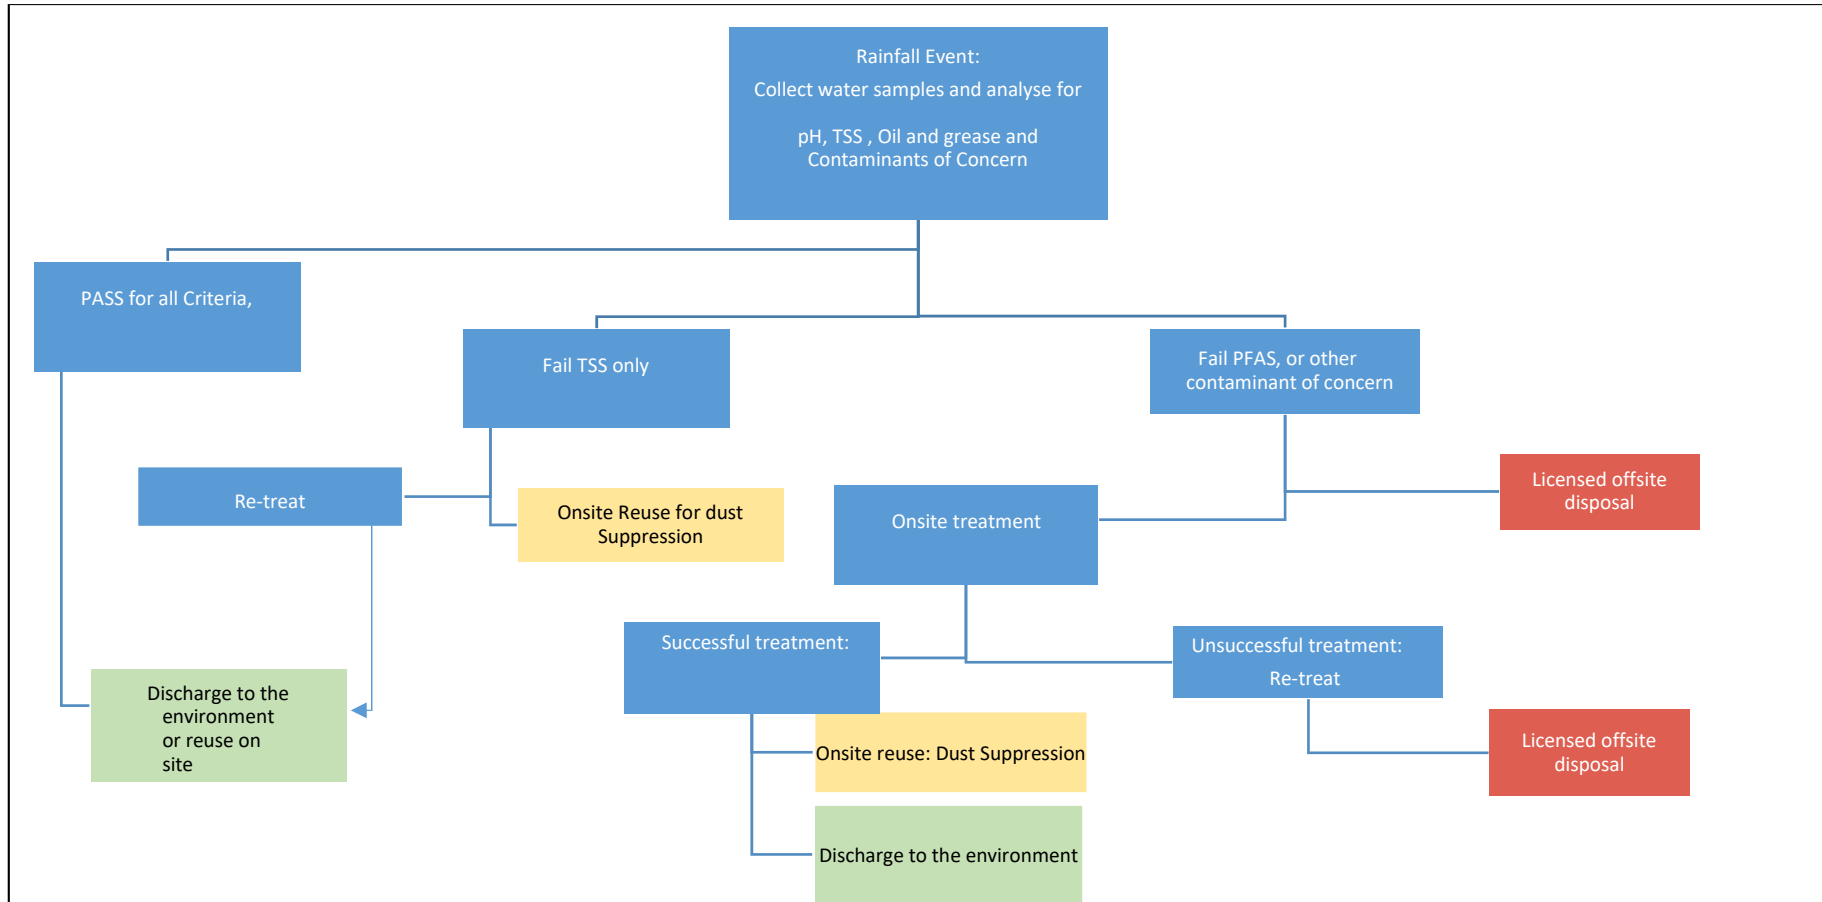 Rainfall Event:
Collect water samples and analyse for
pH, TSS , Oil and grease and
Contaminants of Concern
PASS for all Criteria,
Fail TSS only
Fail PFAS, or other
contaminant of concern
Re-treat
Onsite Reuse for dust
Suppression
Onsite treatment
Licensed offsite
disposal
Successful treatment:
Unsuccessful treatment:
Re-treat
Discharge to the
environment
or reuse on
site
Onsite reuse: Dust Suppression
Licensed offsite
disposal
Discharge to the environment